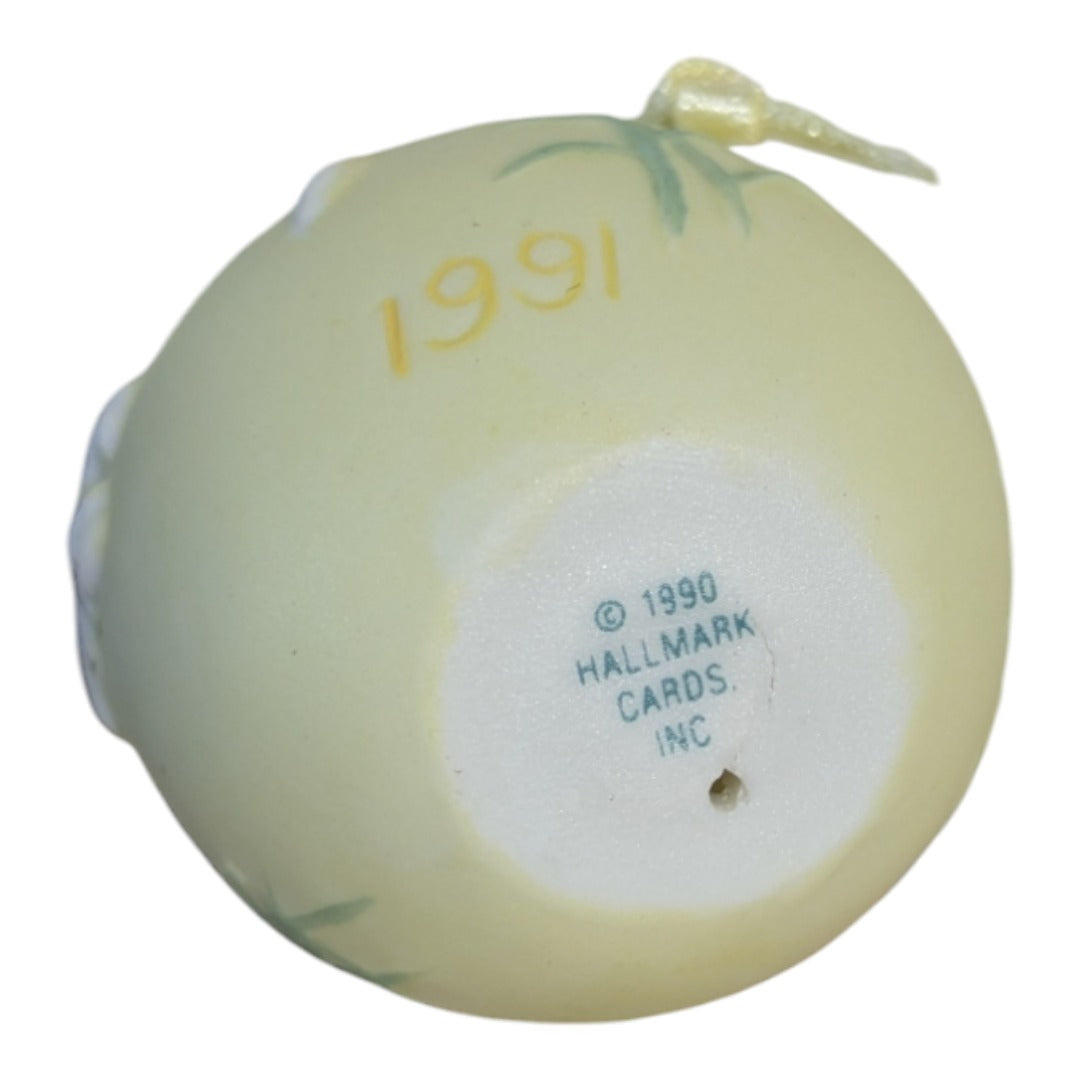 1991
© 1990
HALLMARK
CARDS,
INC